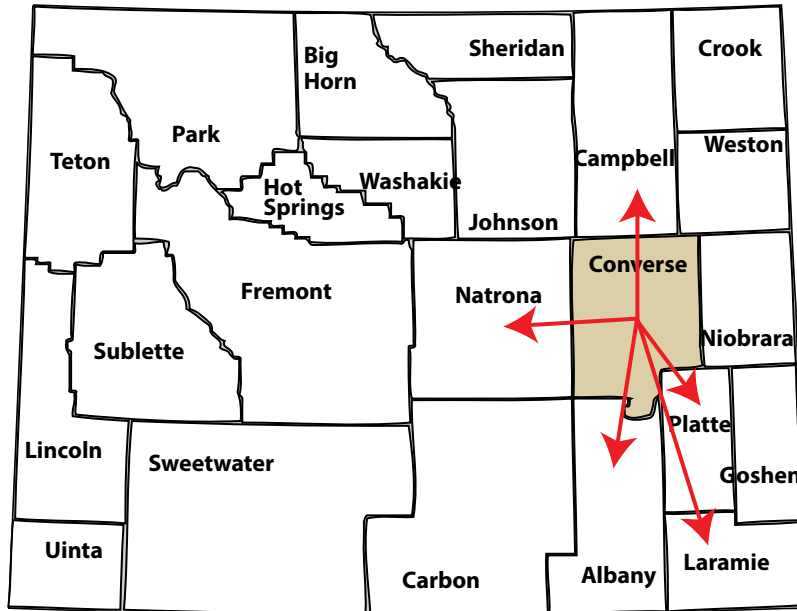 Sheridan
Crook
Big
Horn
Park
Teton
Campbell
Weston
Washakie
Hot
Springs
Johnson
Converse
Fremont
Natrona
Niobrara
Sublette
Platte
Lincoln
Sweetwater
Goshen
Uinta
Carbon
Albany
Laramie